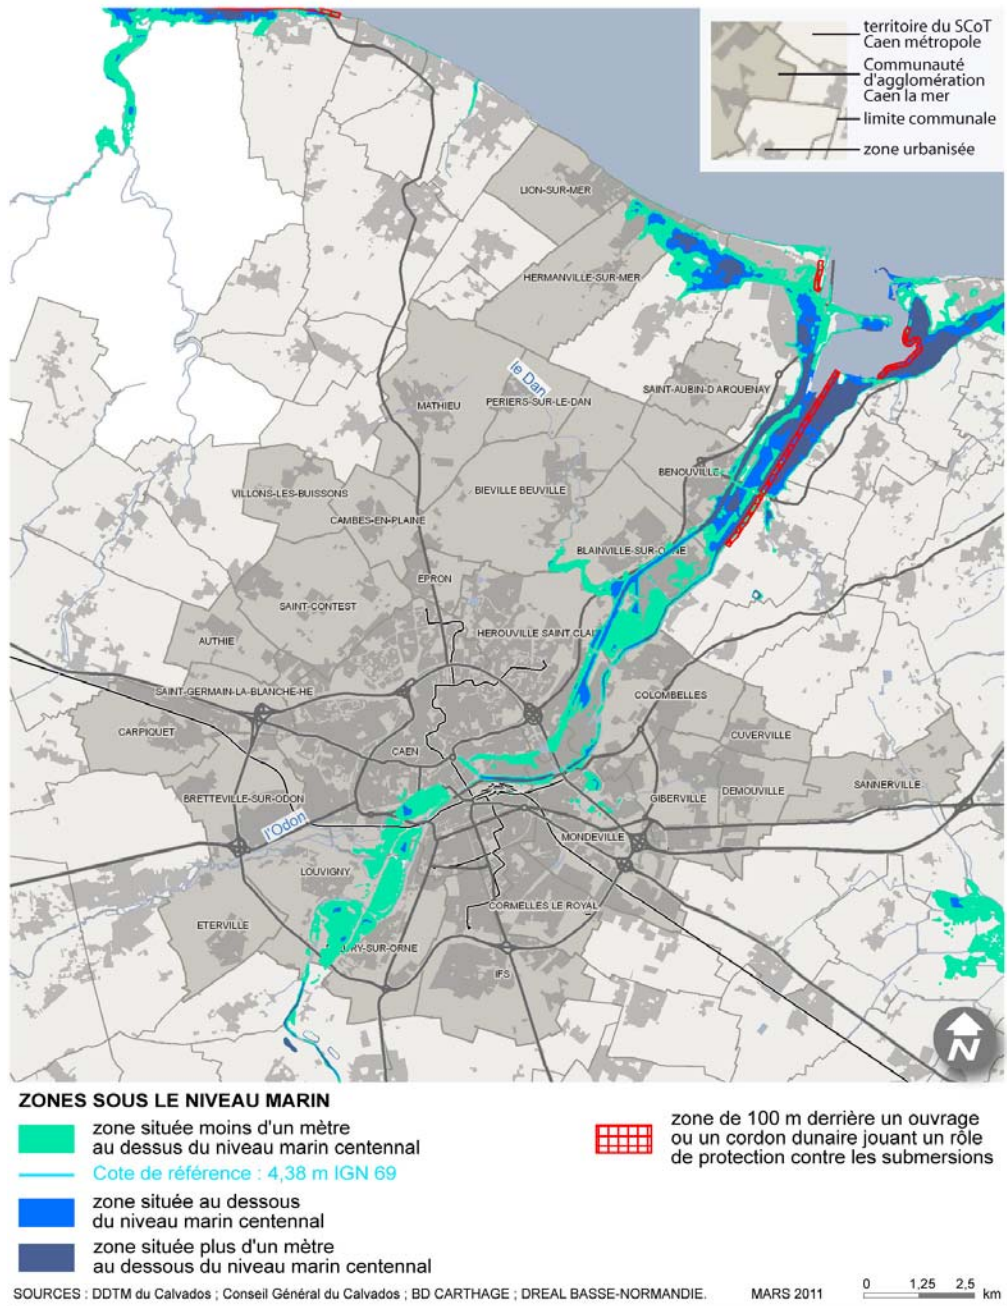 territoire du SCoT
Caen métropole
Communauté
d'agglomération
Caen la mer
limite communale
zone urbanisée
LION-SUR-MER
HERMANVILLE-SUR-MER
le Dan
SAINT-AUBIN-D'ARQUENAY
MATHIEU
PERIERS-SUR-LE-DAN
BENOUVILLE
VILLONS-LES-BUISSONS
BIEVILLE BEUVILLE
CAMBES-EN-PLAINE
BLAINVILLE-SUR-ORNE
EPRON
SAINT-CONTEST
HEROUVILLE SAINT CLAI
AUTHIE
SAINT-GERMAIN-LA-BLANCHE-HE
COLOMBELLES
CARPIQUET
CUVERVILLE
CAEN
SANNERVILLE
BRETTEVILLE-SUR-ODON
GIBERVILLE
DEMOUVILLE
l'Odon
MONDEVILLE
LOUVIGNY
CORMELLES LE ROYAL
ETERVILLE
RY-SUR-ORNE
IFS
N
ZONES SOUS LE NIVEAU MARIN
zone située moins d'un mètre
au dessus du niveau marin centennal
Cote de référence : 4,38 m IGN 69
zone située au dessous
du niveau marin centennal
zone située plus d'un mètre
au dessous du niveau marin centennal
zone de 100 m derrière un ouvrage
ou un cordon dunaire jouant un rôle
de protection contre les submersions
SOURCES : DDTM du Calvados ; Conseil Général du Calvados ; BD CARTHAGE ; DREAL BASSE-NORMANDIE.
MARS 2011
0 1,25 2,5
km